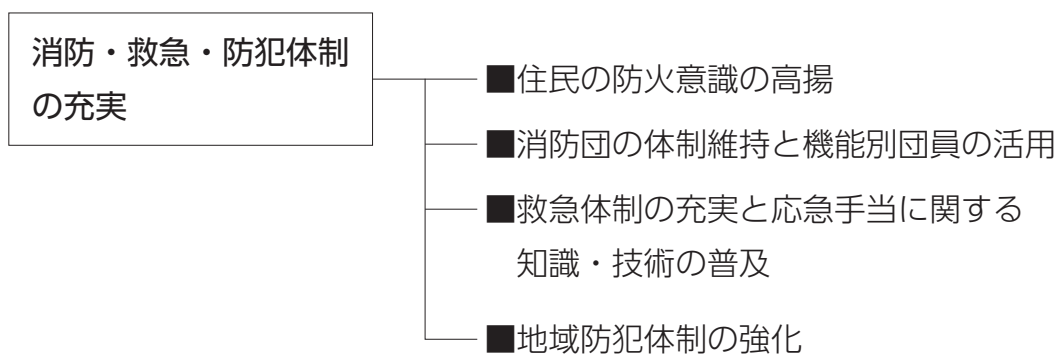 消防・救急・防犯体制
の充実
■住民の防火意識の高揚
■消防団の体制維持と機能別団員の活用
■救急体制の充実と応急手当に関する
知識・技術の普及
■地域防犯体制の強化